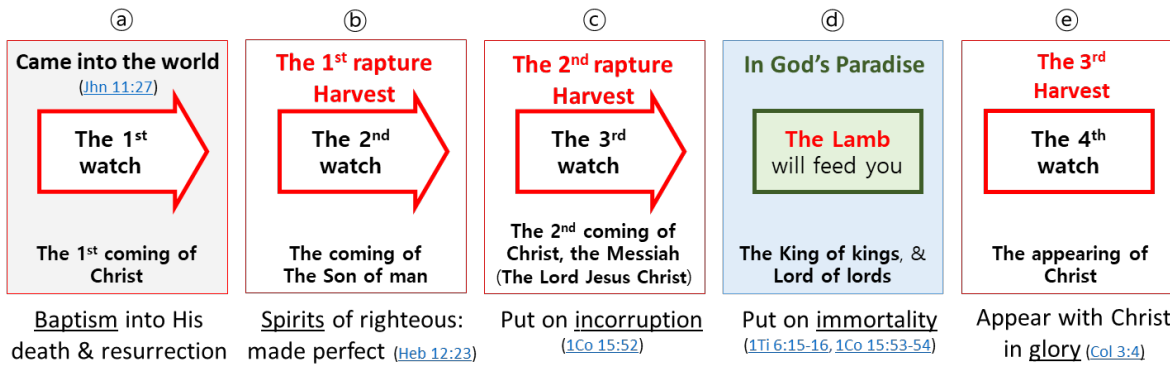 ⓐ
Came into the world
(Jhn 11:27)
The 1st
watch
The 1st coming of
Christ
Baptism into His
death & resurrection
ⓑ
The 1st rapture
Harvest
The 2nd
watch
The coming of
The Son of man
Spirits of righteous:
made perfect (Heb 12:23)
ⓒ
The 2nd rapture
Harvest
The 3rd
watch
The 2nd coming of
Christ, the Messiah
(The Lord Jesus Christ)
Put on incorruption
(1Co 15:52)
ⓓ
In God's Paradise
The Lamb
will feed you
The King of kings, &
Lord of lords
Put on immortality
(1Ti 6:15-16, 1Co 15:53-54)
ⓔ
The 3rd
Harvest
The 4th
watch
The appearing of
Christ
Appear with Christ
in glory (Col 3:4)